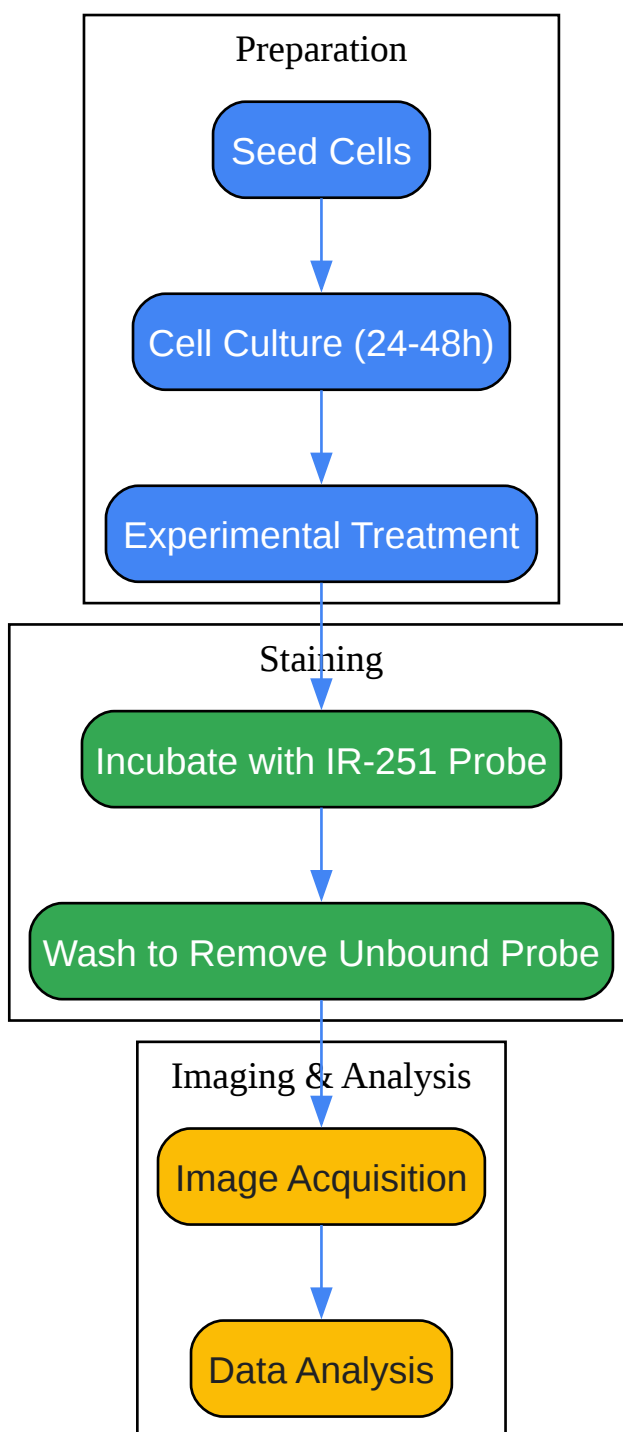 Preparation
Seed Cells
Cell Culture (24-48h)
Experimental Treatment
Staining
Incubate with IR-251 Probe
Wash to Remove Unbound Probe
Imaging & Analysis
Image Acquisition
Data Analysis